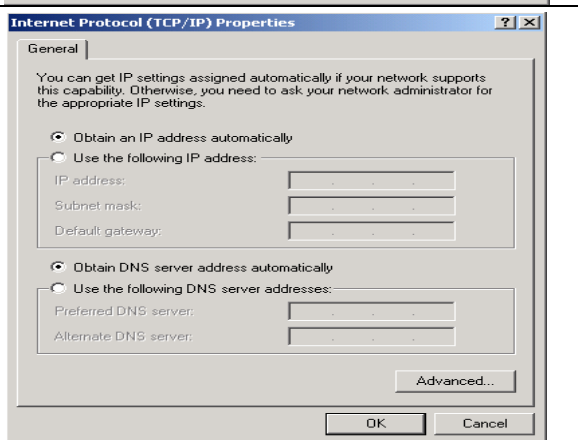 Internet Protocol (TCP/IP) Properties
General
You can get IP settings assigned automatically if your network supports
this capability. Otherwise, you need to ask your network administrator for
the appropriate IP settings.
Obtain an IP address automatically
Use the following IP address:
IP address:
Subnet mask:
Default gateway:
Obtain DNS server address automatically
Use the following DNS server addresses:
Preferred DNS server:
Alternate DNS server:
Advanced...
OK Cancel